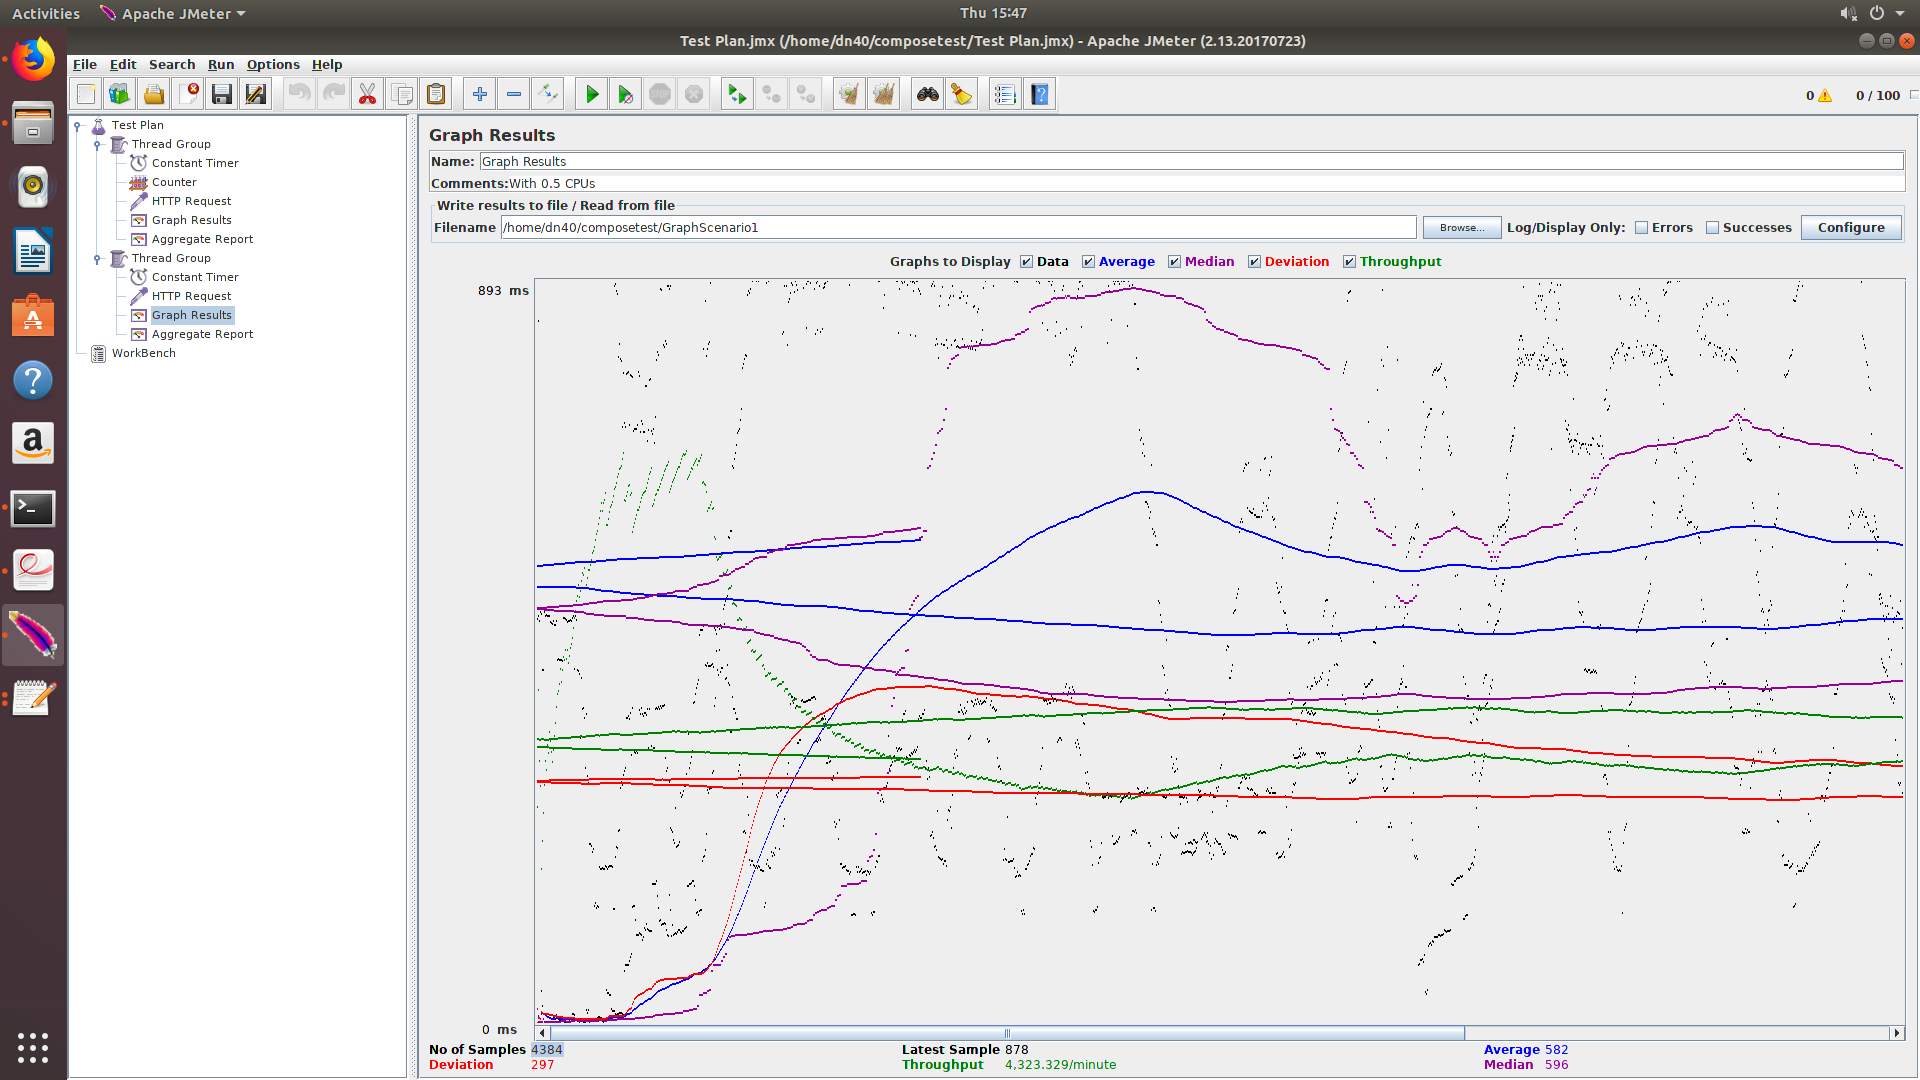 Activities Apache JMeter Thu 15:47
Test Plan.jmx (/home/dn40/composetest/Test Plan.jmx) - Apache JMeter (2.13.20170723)
File Edit Search Run Options Help
0 0 / 100
Test Plan
Thread Group
Constant Timer
Counter
HTTP Request
Graph Results
Aggregate Report
Thread Group
Constant Timer
HTTP Request
Graph Results
Aggregate Report
WorkBench
Graph Results
Name: Graph Results
Comments: With 0.5 CPUs
Write results to file / Read from file
Filename /home/dn40/composetest/GraphScenario1 Browse... Log/Display Only: Errors Successes Configure
Graphs to Display Data Average Median Deviation Throughput
893 ms
0 ms
No of Samples 4384 Latest Sample 878 Average 582
Deviation 297 Throughput 4,323.329/minute Median 596